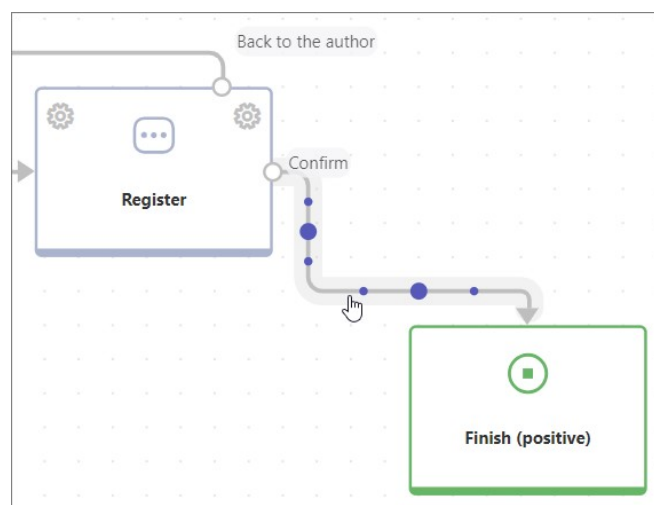 Back to the author
Confirm
Register
Finish (positive)